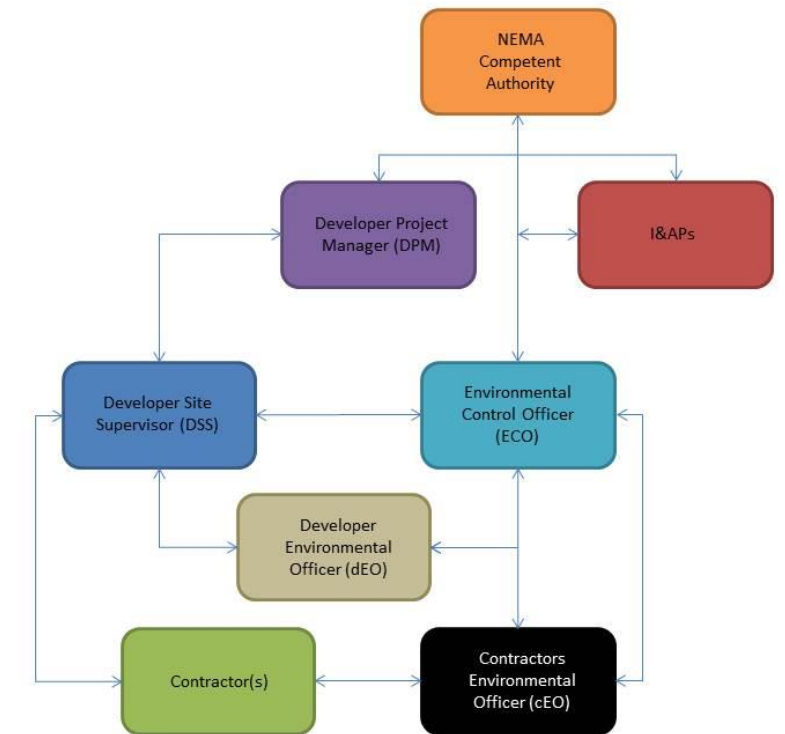 NEMA
Competent
Authority
Developer Project
Manager (DPM)
I&APs
Developer Site
Supervisor (DSS)
Environmental
Control Officer
(ECO)
Developer
Environmental
Officer (dEO)
Contractor(s)
Contractors
Environmental
Officer (cEO)